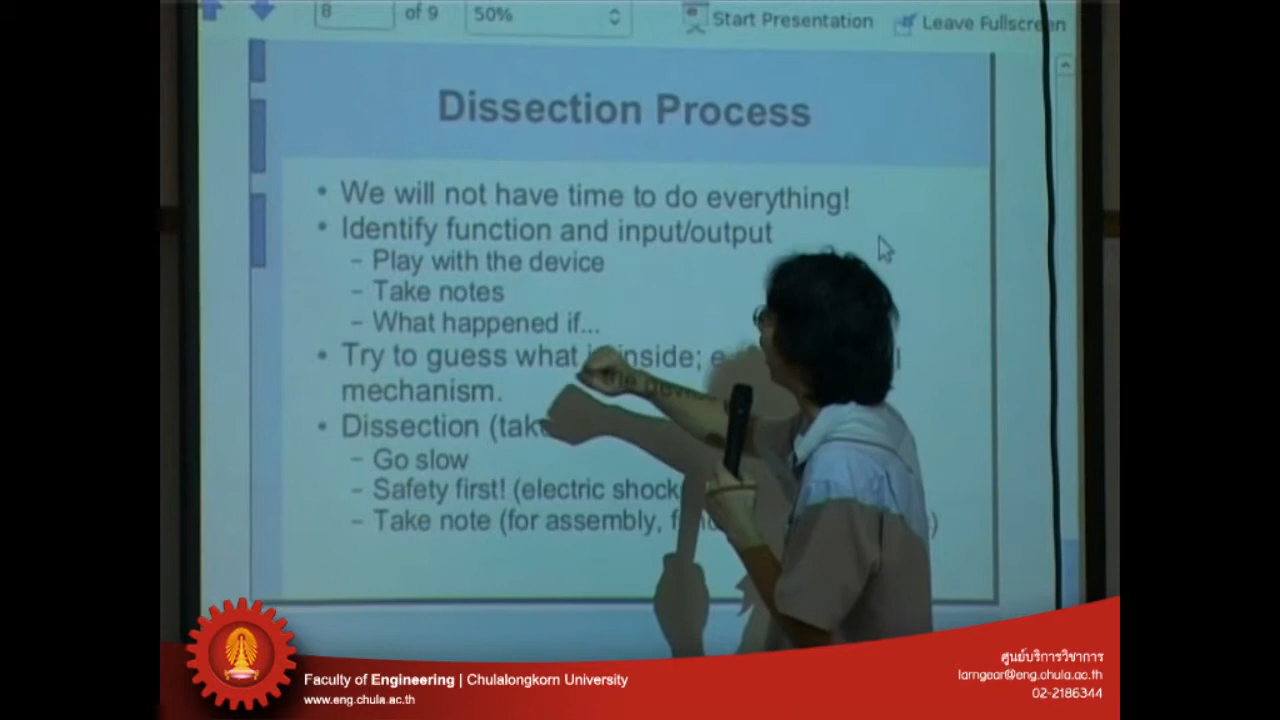 8 of 9 50% Start Presentation Leave Fullscreen
Dissection Process
• We will not have time to do everything!
• Identify function and input/output
– Play with the device
– Take notes
– What happened if...
• Try to guess what inside;
mechanism.
• Dissection
– Go slow
– Safety first! (electric shock
– Take note (for assembly,
Faculty of Engineering | Chulalongkorn University
www.eng.chula.ac.th
ศูนย์บริการวิชาการ
larngear@eng.chula.ac.th
02-2186344